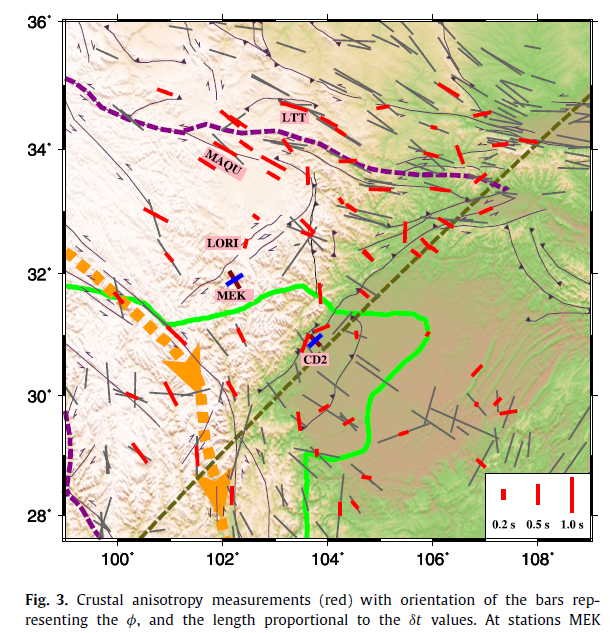 36˚
34˚
32˚
30˚
28˚
100˚
102˚
104˚
106˚
108˚
LTT
MAQU
LORI
MEK
CD2
0.2 s 0.5 s 1.0 s
Fig. 3. Crustal anisotropy measurements (red) with orientation of the bars rep-
resenting the ϕ, and the length proportional to the δt values. At stations MEK